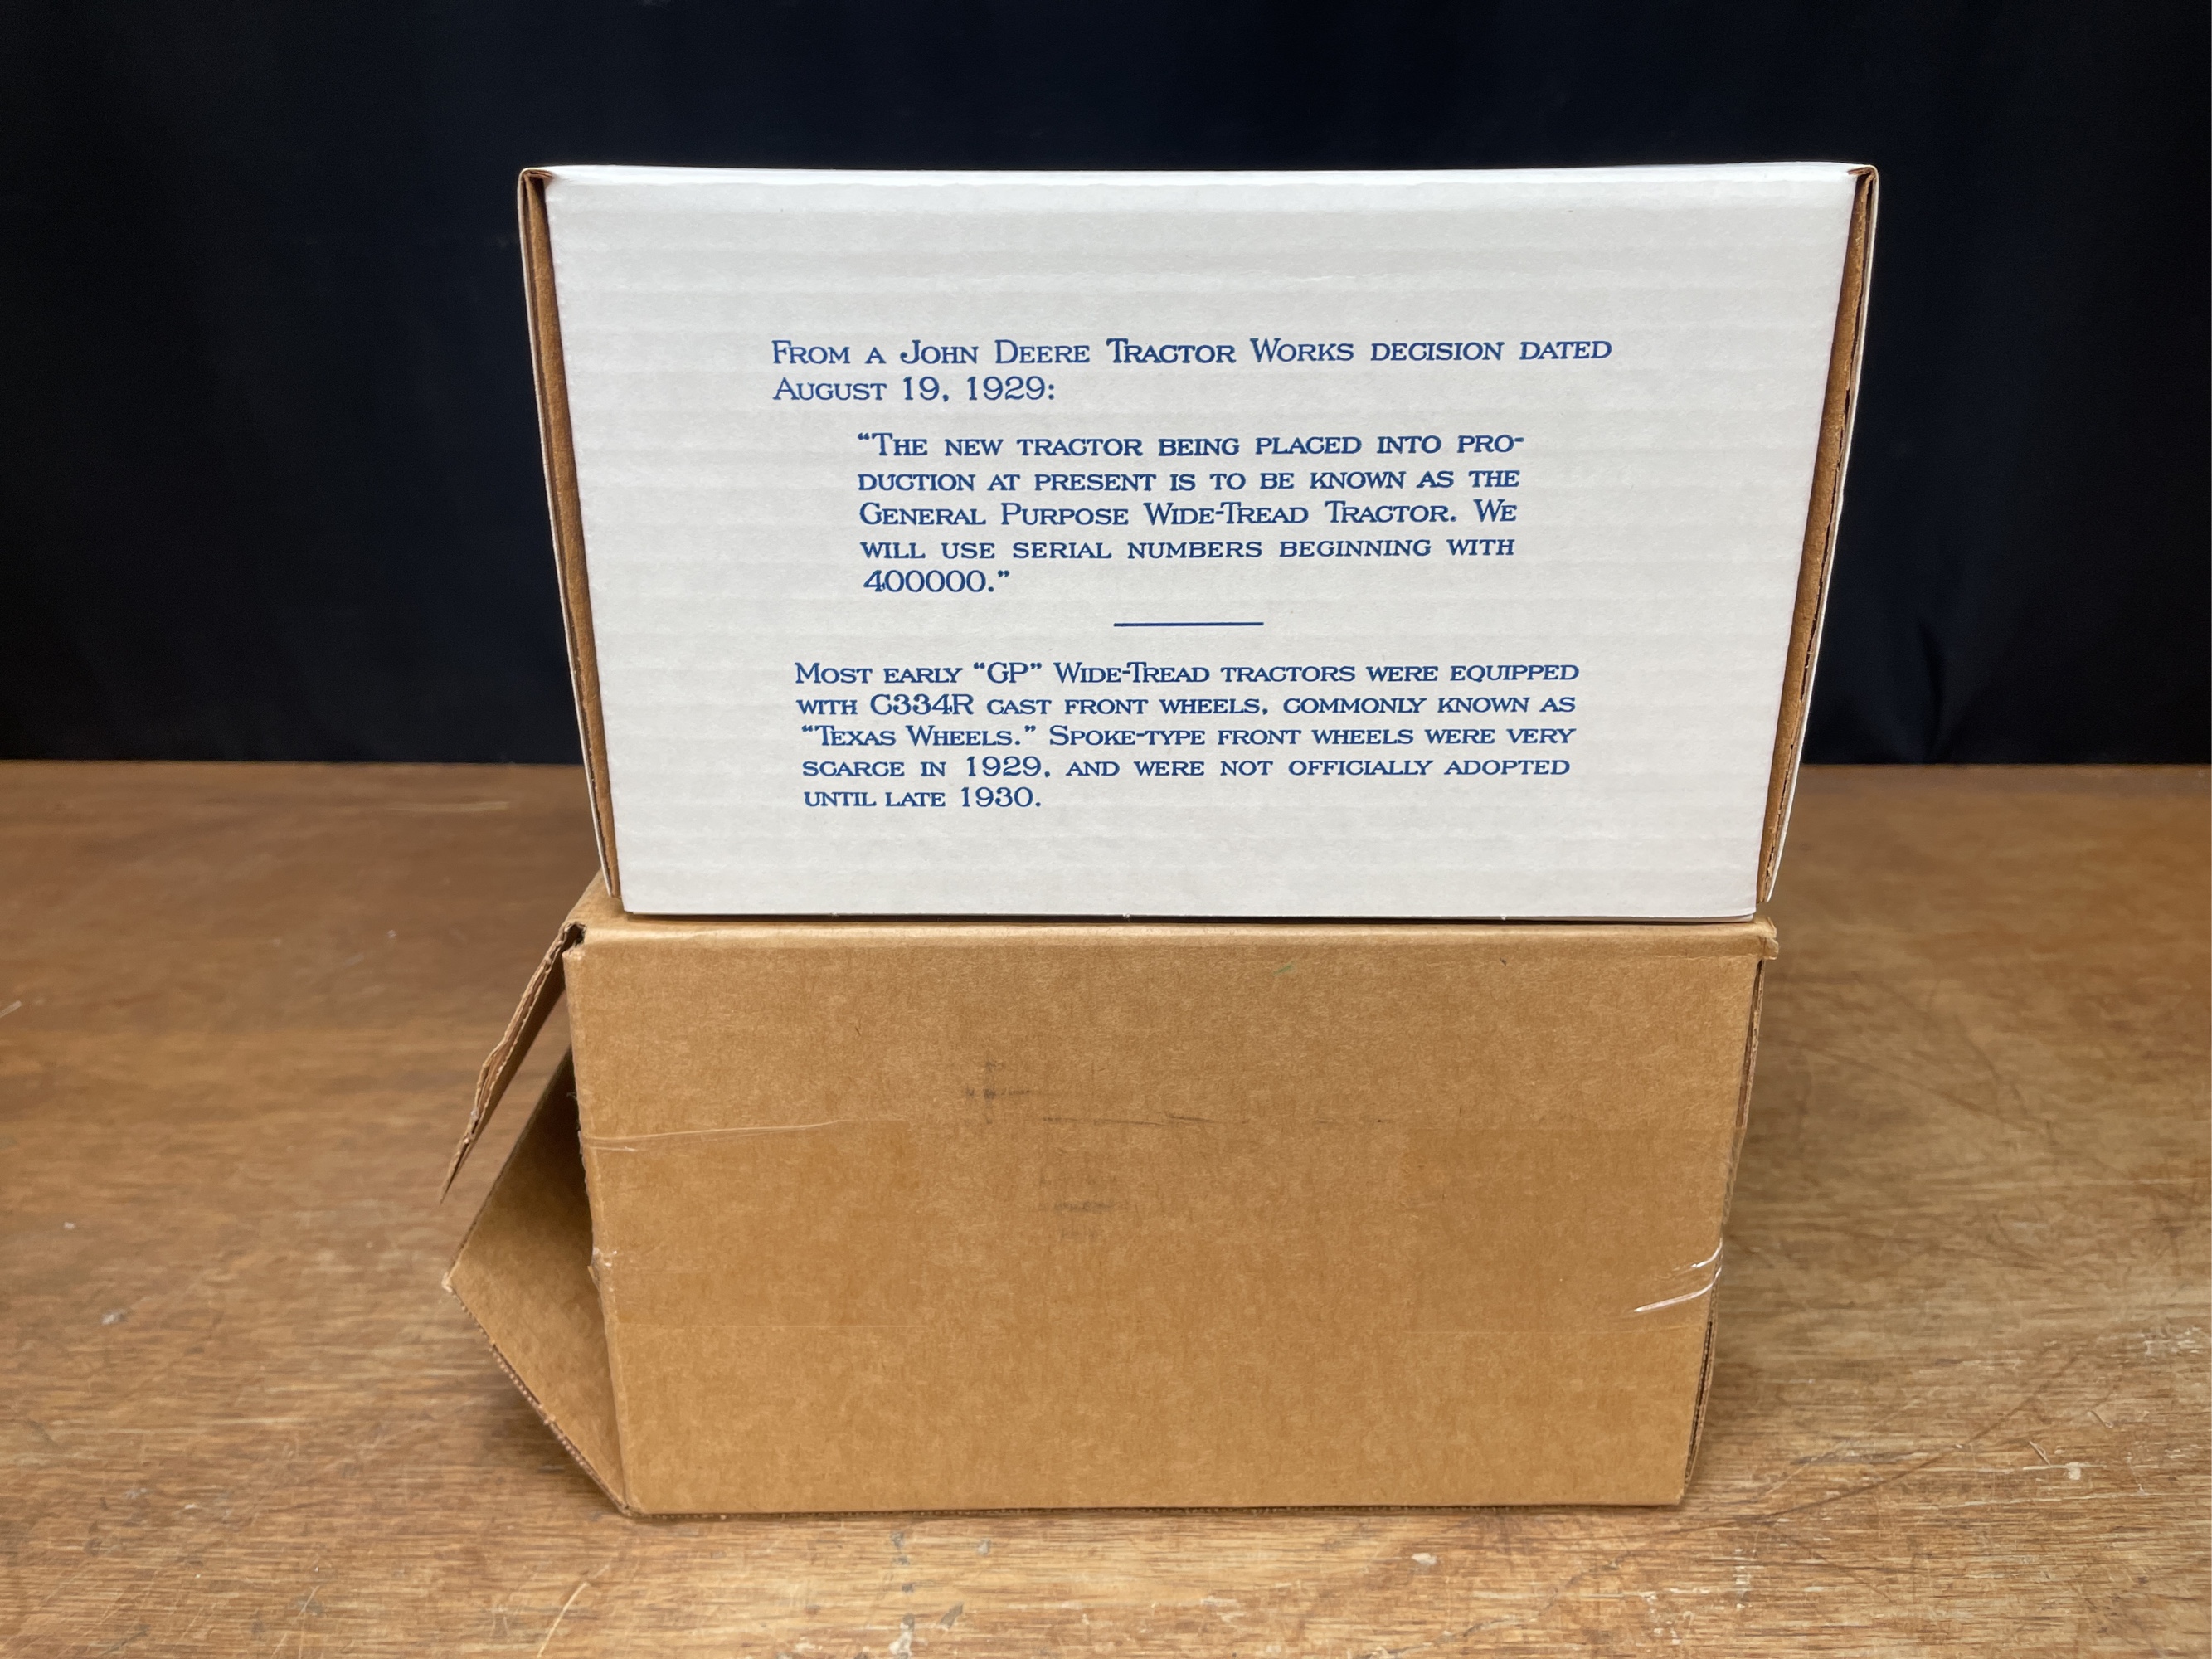 From a John Deere Tractor Works decision dated
August 19, 1929:
“The new tractor being placed into pro-
duction at present is to be known as the
General Purpose Wide-Tread Tractor. We
will use serial numbers beginning with
400000.”
Most early “GP” Wide-Tread tractors were equipped
with C334R cast front wheels, commonly known as
“Texas Wheels.” Spoke-type front wheels were very
scarce in 1929, and were not officially adopted
until late 1930.